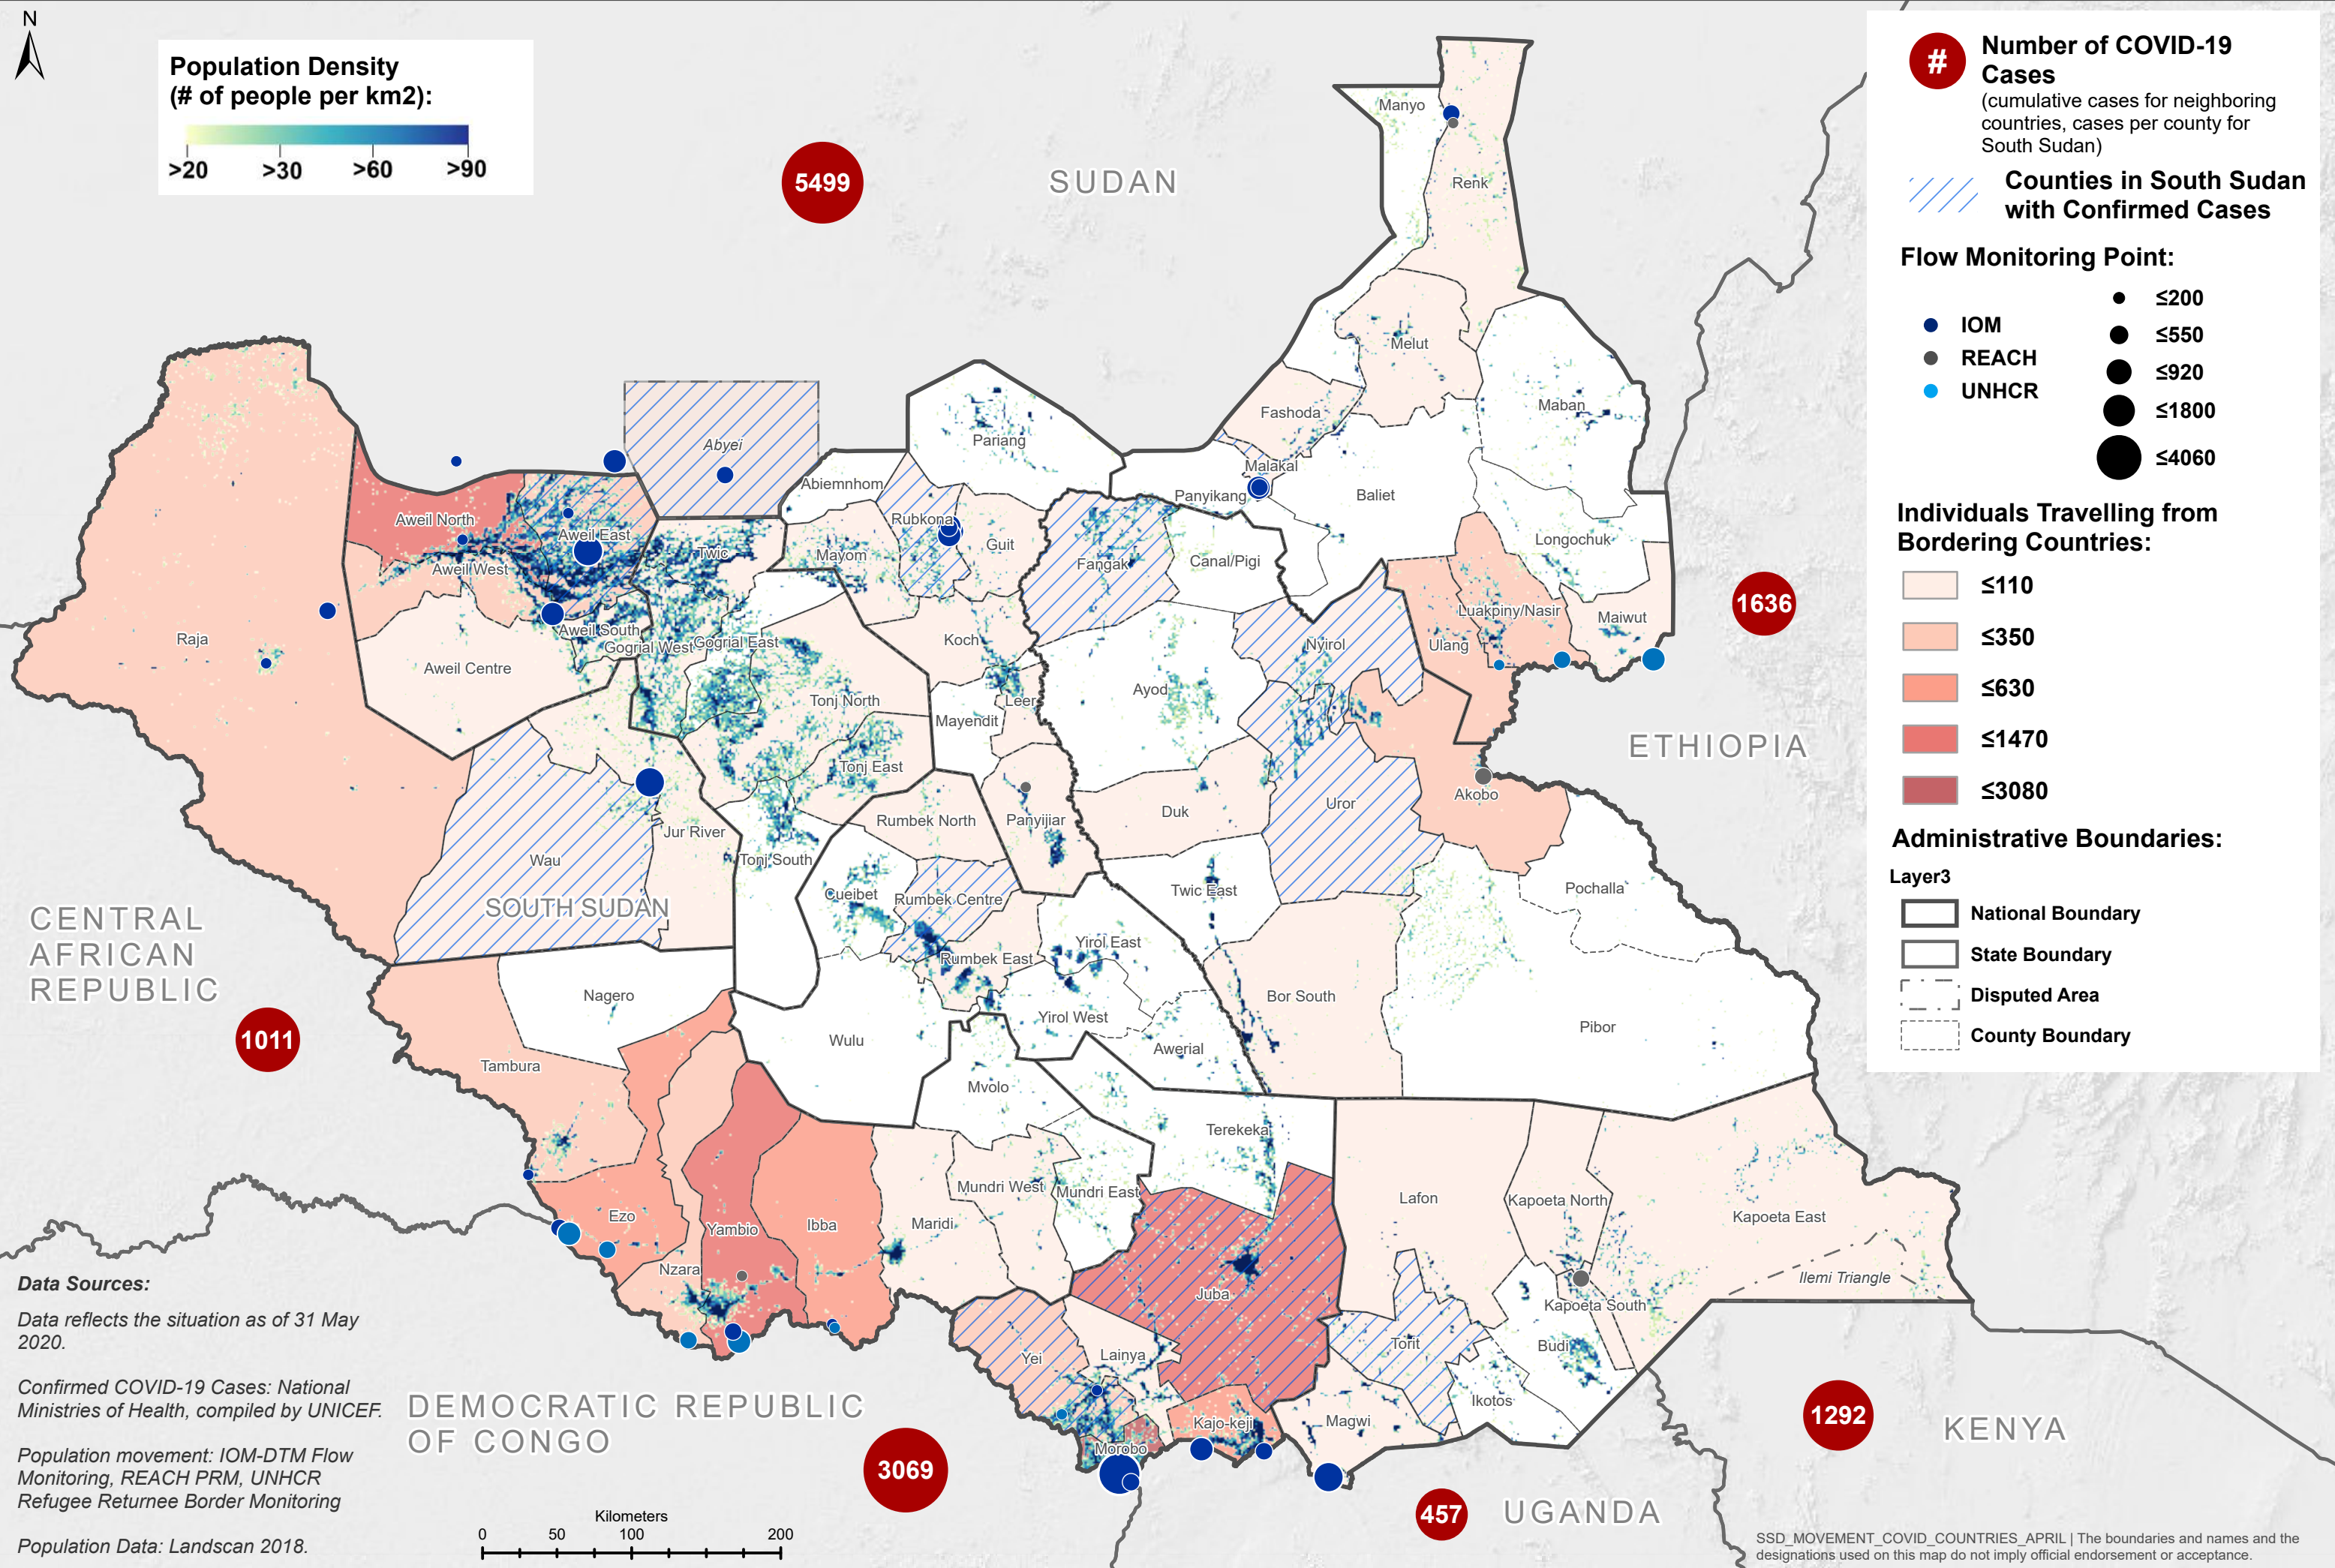 N
Population Density
(# of people per km2):
>20 >30 >60 >90
#
Number of COVID-19
Cases
(cumulative cases for neighboring
countries, cases per county for
South Sudan)
Counties in South Sudan
with Confirmed Cases
Flow Monitoring Point:
IOM
REACH
UNHCR
≤200
≤550
≤920
≤1800
≤4060
Individuals Travelling from
Bordering Countries:
≤110
≤350
≤630
≤1470
≤3080
Administrative Boundaries:
Layer3
National Boundary
State Boundary
Disputed Area
County Boundary
5499
SUDAN
Manyo
Renk
Melut
Fashoda
Maban
Abyei
Pariang
Malakal
Abiemnhom
Panyikang
Baliet
Aweil North
Rubkona
Aweil East
Guit
Longochuk
Twic
Mayom
Fangak
Canal/Pigi
Aweil West
1636
Luakpiny/Nasir
Maiwut
Raja
Aweil South
Gogrial West
Gogrial East
Koch
Nyirol
Ulang
Aweil Centre
Ayod
Tonj North
Leer
Mayendit
ETHIOPIA
Tonj East
Akobo
Uror
Duk
Rumbek North
Panyijiar
Jur River
Wau
Tonj South
Cueibet
Rumbek Centre
Twic East
Pochalla
SOUTH SUDAN
CENTRAL
AFRICAN
REPUBLIC
Yirol East
Rumbek East
Nagero
Bor South
Yirol West
Pibor
1011
Wulu
Awerial
Tambura
Mvolo
Terekeka
Mundri West
Mundri East
Lafon
Kapoeta North
Ezo
Yambio
Ibba
Maridi
Kapoeta East
Nzara
Ilemi Triangle
Juba
Kapoeta South
Yei
Lainya
Torit
Budi
Ikotos
Kajo-keji
Magwi
Morobo
1292
KENYA
DEMOCRATIC REPUBLIC
OF CONGO
3069
457
UGANDA
Data Sources:
Data reflects the situation as of 31 May
2020.
Confirmed COVID-19 Cases: National
Ministries of Health, compiled by UNICEF.
Population movement: IOM-DTM Flow
Monitoring, REACH PRM, UNHCR
Refugee Returnee Border Monitoring
Population Data: Landscan 2018.
Kilometers
0 50 100 200
SSD_MOVEMENT_COVID_COUNTRIES_APRIL | The boundaries and names and the
designations used on this map do not imply official endorsement or acceptance.